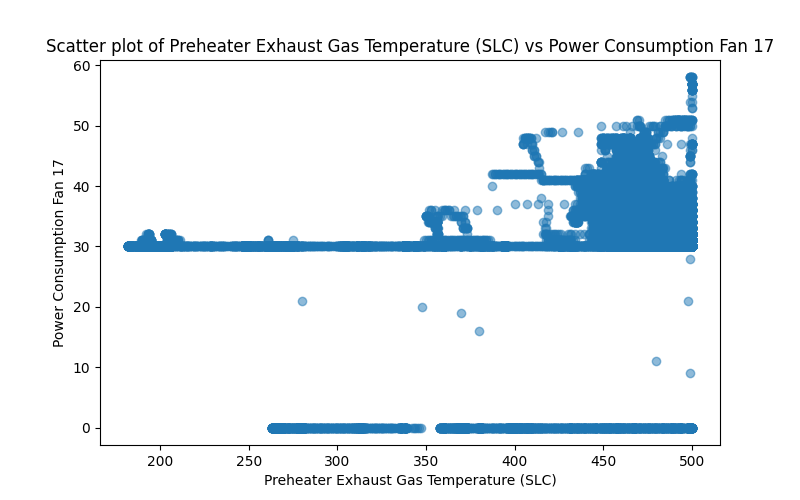 Scatter plot of Preheater Exhaust Gas Temperature (SLC) vs Power Consumption Fan 17
60
50
40
30
20
10
0
Power Consumption Fan 17
200 250 300 350 400 450 500
Preheater Exhaust Gas Temperature (SLC)